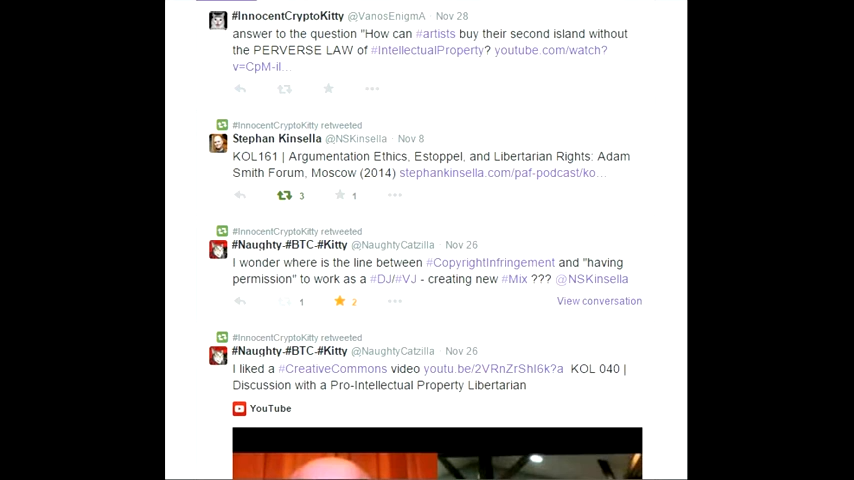 #InnocentCryptoKitty @VanosEnigmA · Nov 28
answer to the question "How can #artists buy their second island without
the PERVERSE LAW of #IntellectualProperty? youtube.com/watch?
v=CpM-iI...
#InnocentCryptoKitty retweeted
Stephan Kinsella @NSKinsella · Nov 8
KOL161 | Argumentation Ethics, Estoppel, and Libertarian Rights: Adam
Smith Forum, Moscow (2014) stephankinsella.com/paf-podcast/ko...
3 1
#InnocentCryptoKitty retweeted
#Naughty-#BTC-#Kitty @NaughtyCatzilla · Nov 26
I wonder where is the line between #CopyrightInfringement and "having
permission" to work as a #DJ/#VJ - creating new #Mix ??? @NSKinsella
1 2 View conversation
#InnocentCryptoKitty retweeted
#Naughty-#BTC-#Kitty @NaughtyCatzilla · Nov 26
I liked a #CreativeCommons video youtu.be/2VRnZrShI6k?a KOL 040 |
Discussion with a Pro-Intellectual Property Libertarian
YouTube